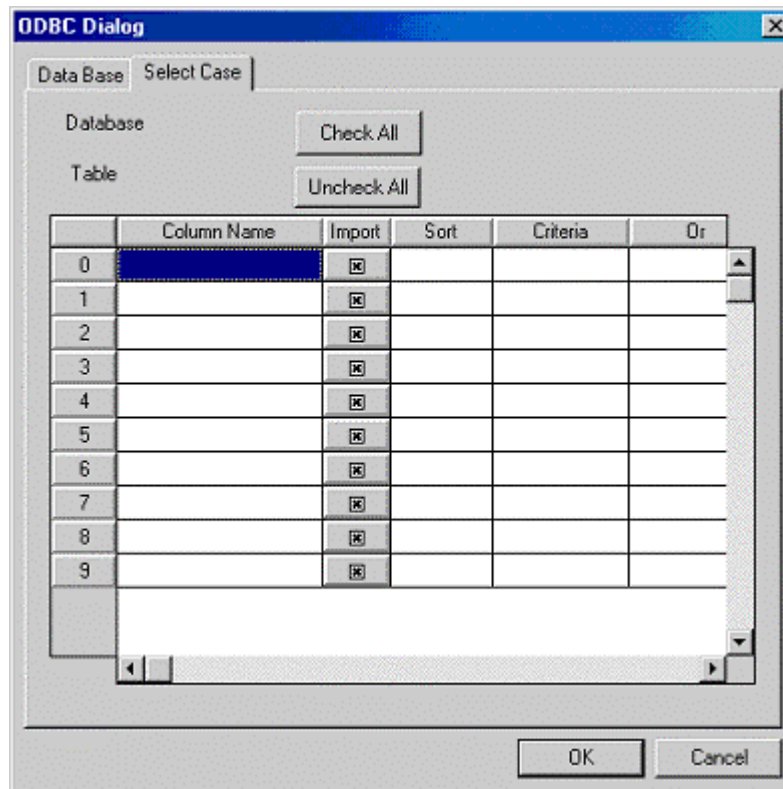 ODBC Dialog
Data Base Select Case
Database Check All
Table Uncheck All
Column Name Import Sort Criteria Or
0
1
2
3
4
5
6
7
8
9
OK Cancel